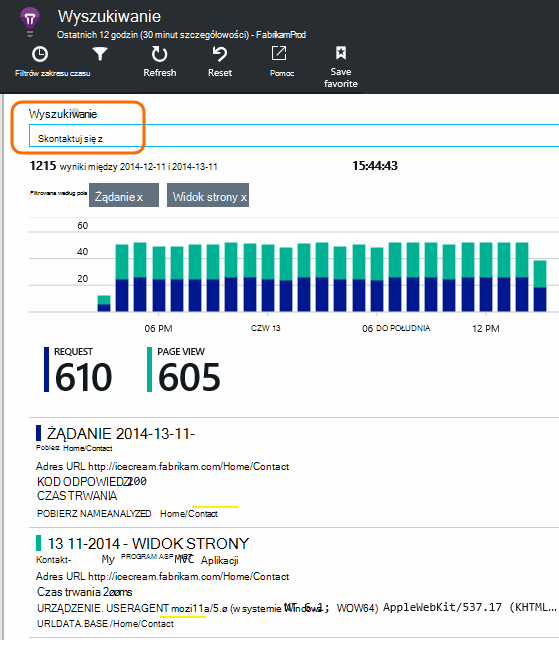 Wyszukiwanie
Ostatnich 12 godzin (30 minut szczegółowości) - FabrikamProd
Filtrów zakresu czasu
Refresh
Reset
Pomoc
Save favorite
Wyszukiwanie
Skontaktuj się z
1215 wyniki między 2014-12-11 i 2014-13-11 15:44:43
Filtrowane według pola Żądanie x Widok strony x
60
40
20
06 PM CZW 13 06 DO POŁUDNIA 12 PM
REQUEST PAGE VIEW
610 605
ŻĄDANIE 2014-13-11-
Pobierz Home/Contact
Adres URL http://icecream.fabrikam.com/Home/Contact
KOD ODPOWIEDZI 200
CZAS TRWANIA
POBIERZ NAMEANALYZED Home/Contact
13 11-2014 - WIDOK STRONY
Kontakt- My PROGRAM ASP .NET MVC Aplikacji
Adres URL http://icecream.fabrikam.com/Home/Contact
Czas trwania 200ms
URZĄDZENIE. USERAGENT mozi11a/5.0 (w systemie Windows NT 6.1; WOW64) AppleWebKit/537.17 (KHTML...
URLDATA.BASE /Home/Contact